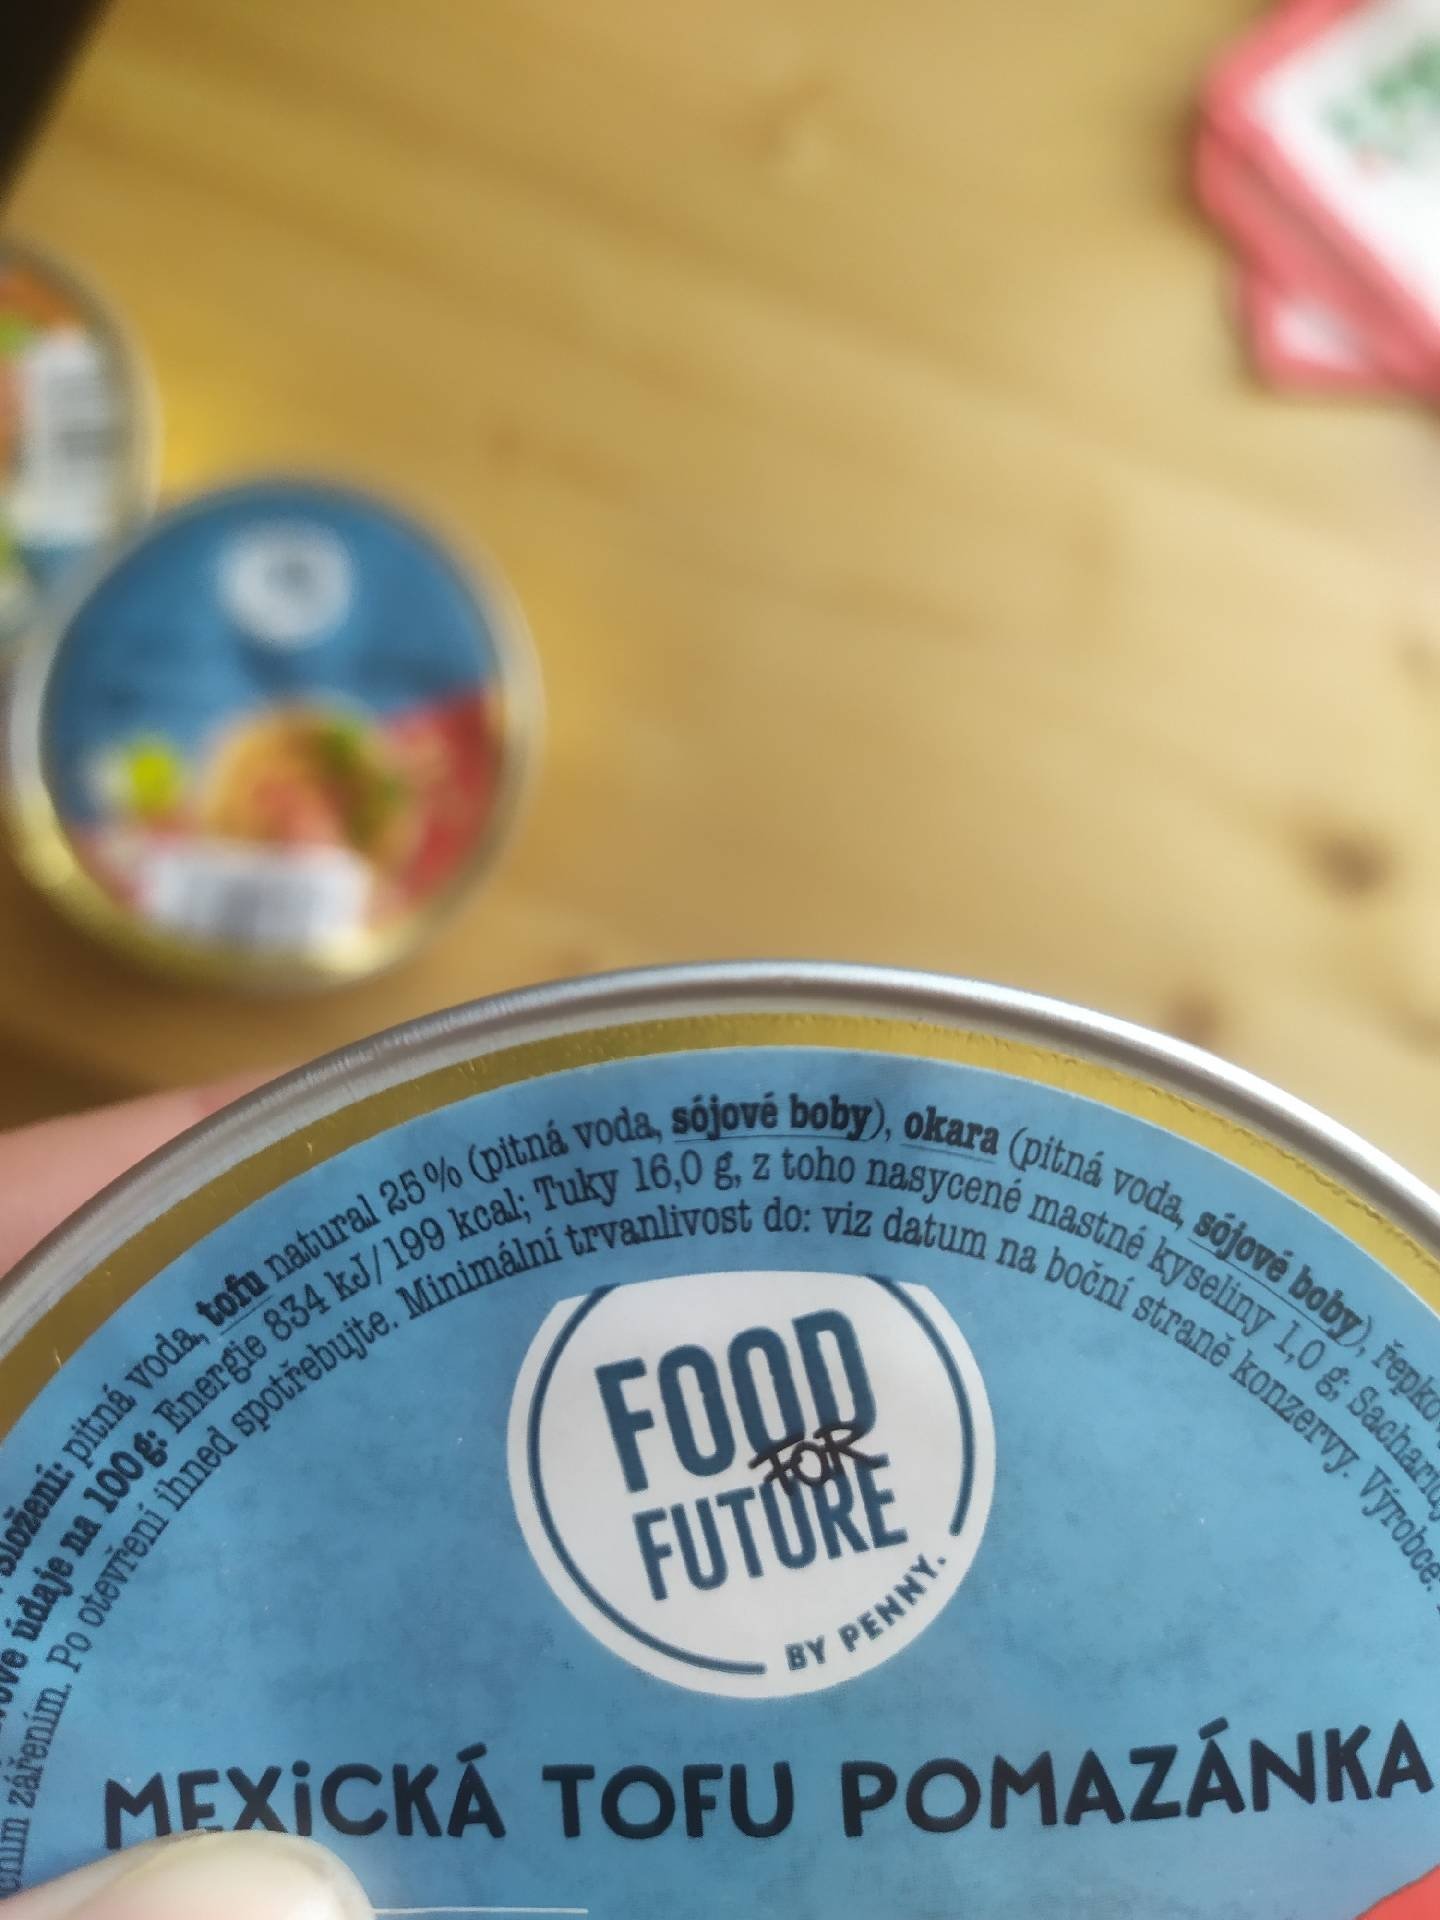 Složení: pitná voda, tofu natural 25% (pitná voda, sójové boby), okara (pitná voda, sójové boby), řepkov
údaje na 100g: Energie 834 kJ/199 kcal; Tuky 16,0 g, z toho nasycené mastné kyseliny 1,0 g; Sacharidy
zářením. Po otevření ihned spotřebujte. Minimální trvanlivost do: viz datum na boční straně konzervy. Výrobce:
FOOD
FOR
FUTURE
BY PENNY.
MEXiCKÁ TOFU POMAZÁNKA